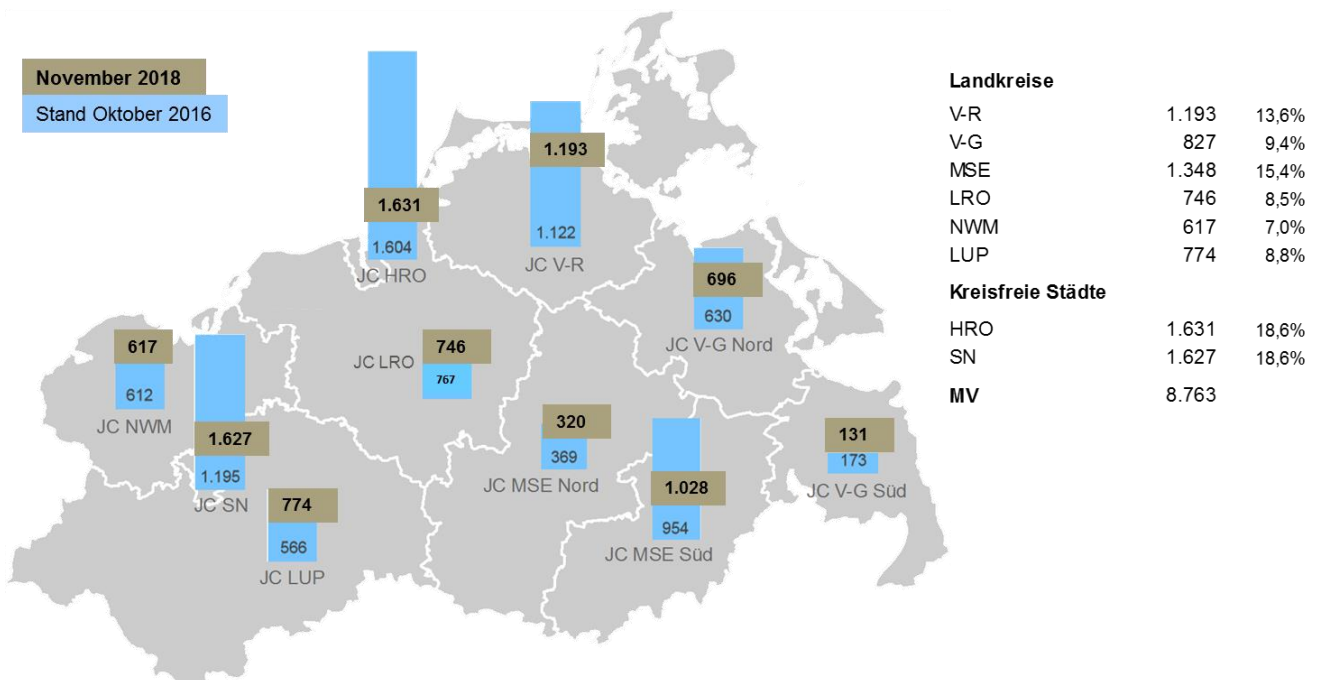 November 2018
Stand Oktober 2016
1.631
1.604
JC HRO
1.193
1.122
JC V-R
696
630
JC V-G Nord
617
612
JC NWM
1.627
1.195
JC SN
JC LRO
746
767
774
566
JC LUP
320
369
JC MSE Nord
1.028
954
JC MSE Süd
131
173
JC V-G Süd
Landkreise
V-R 1.193 13,6%
V-G 827 9,4%
MSE 1.348 15,4%
LRO 746 8,5%
NWM 617 7,0%
LUP 774 8,8%
Kreisfreie Städte
HRO 1.631 18,6%
SN 1.627 18,6%
MV 8.763